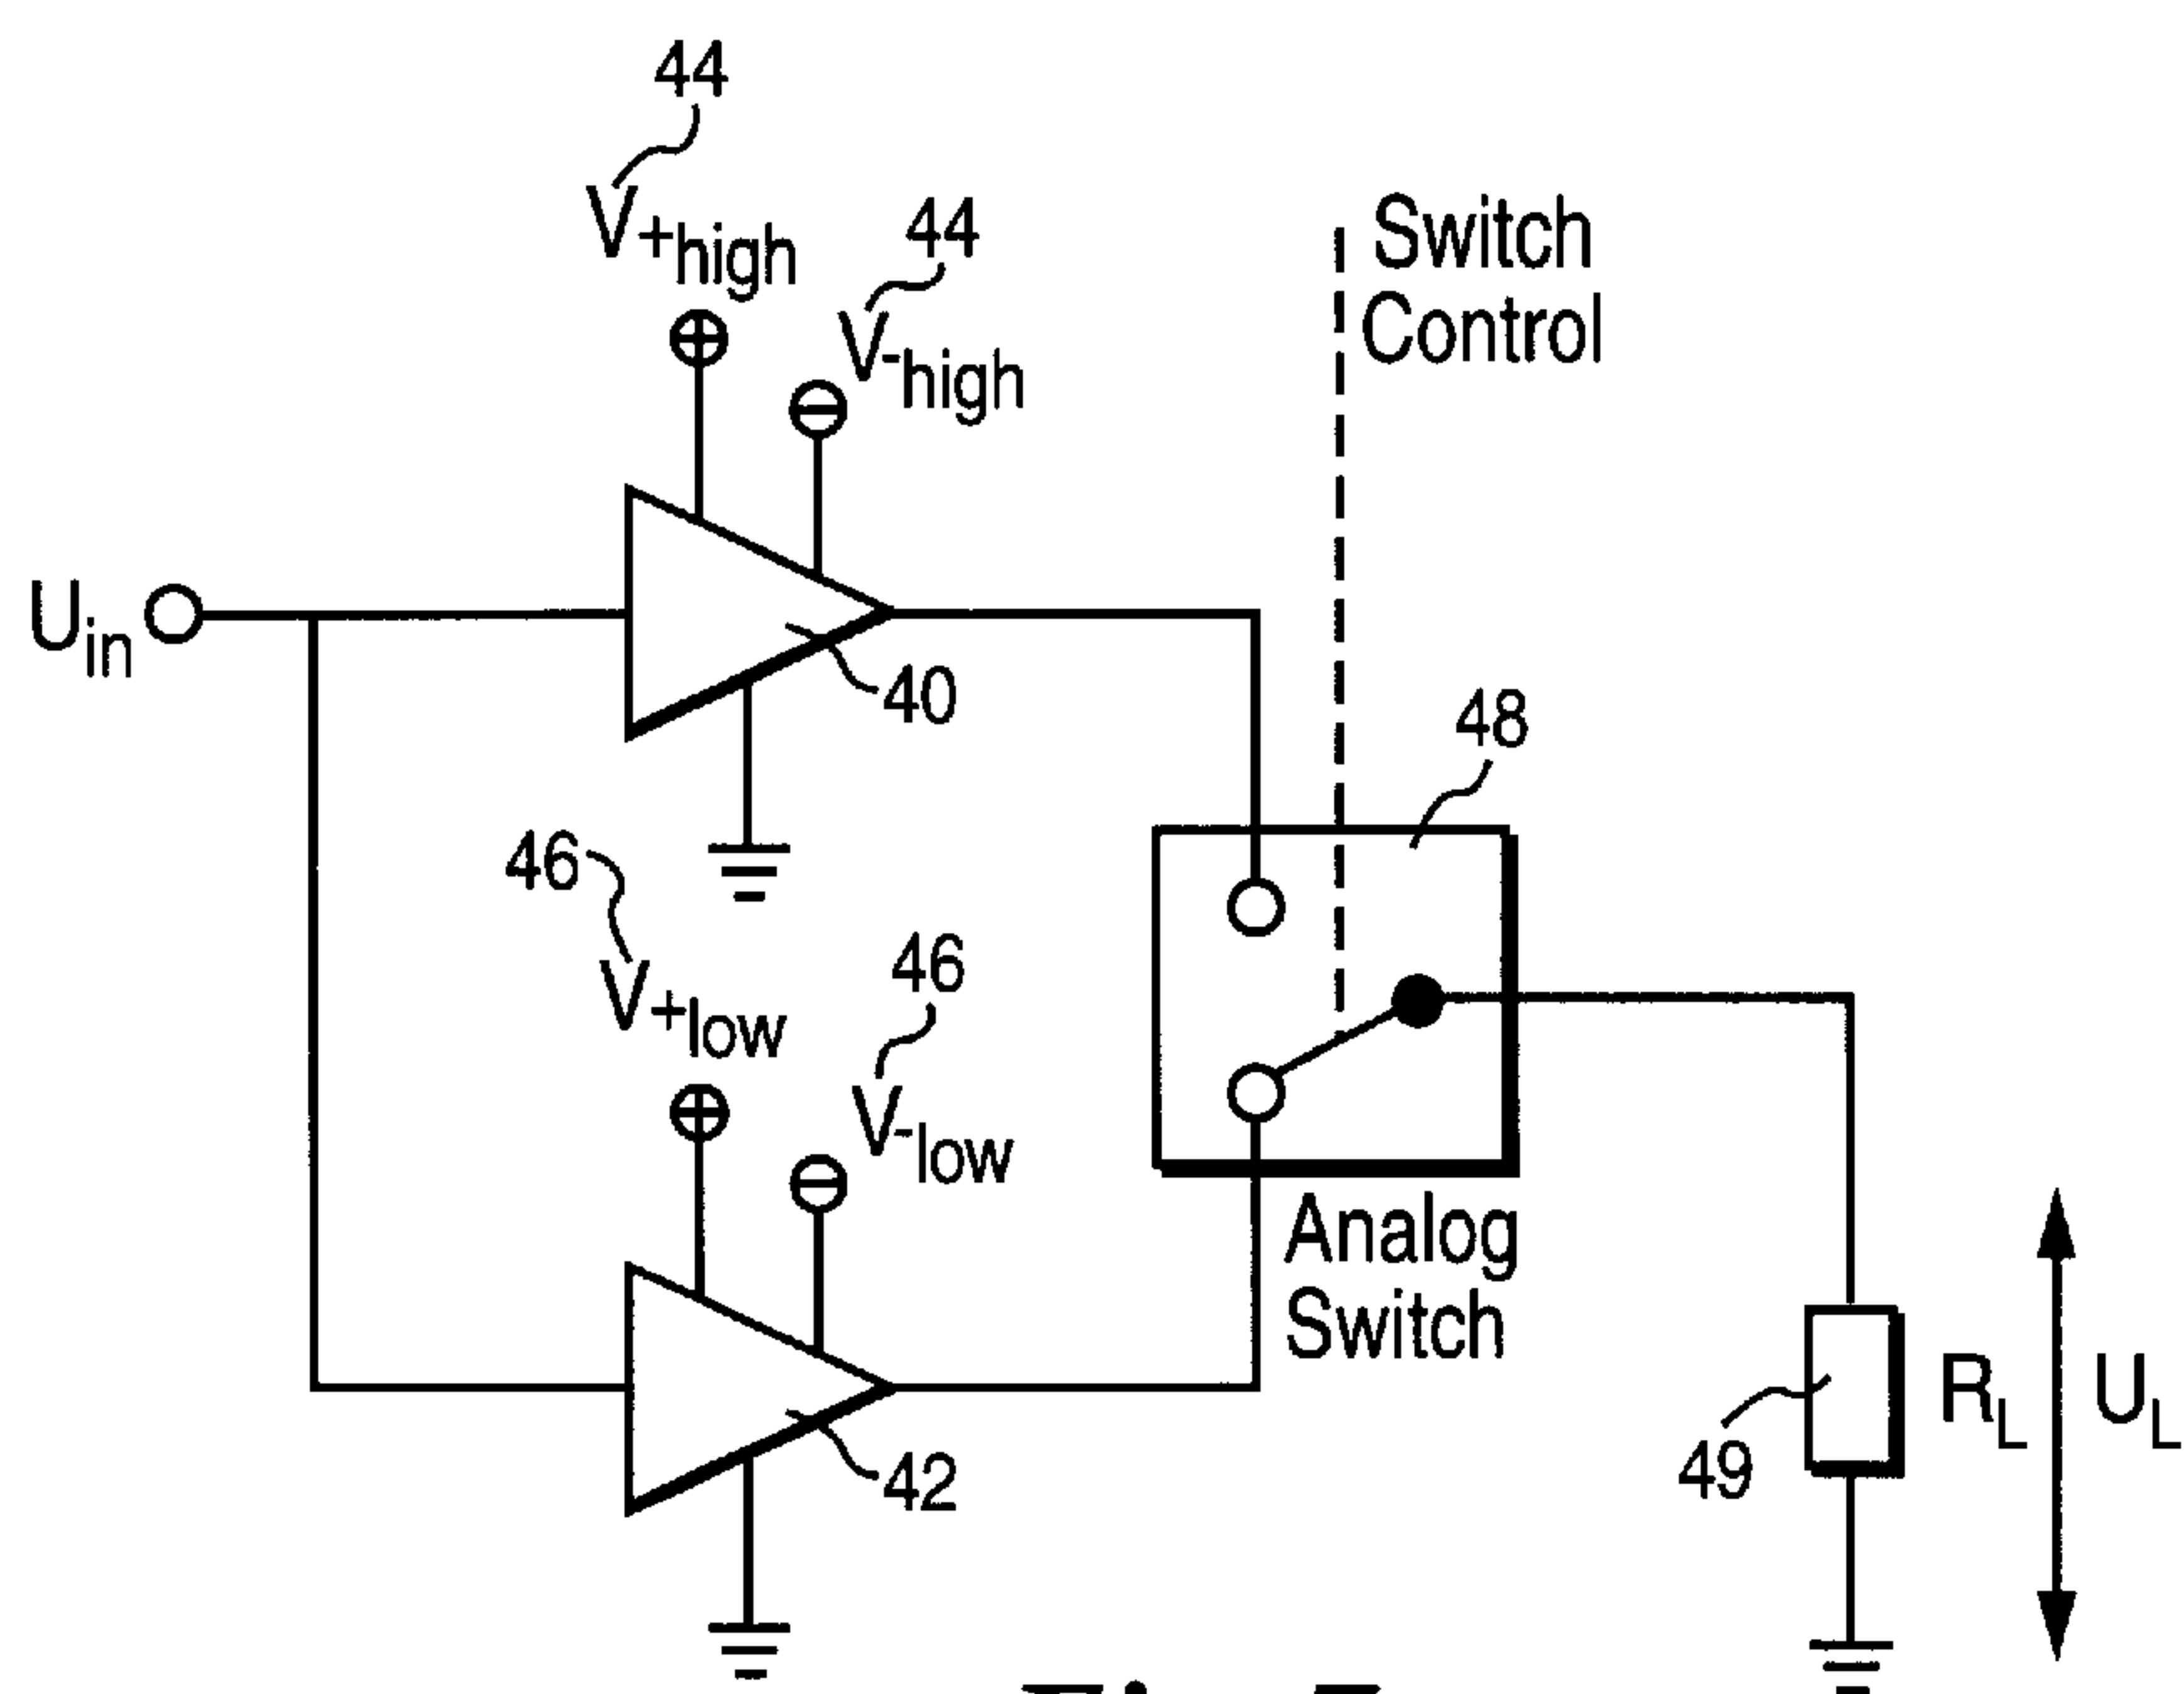 44
V+high
44
V-high
Switch
Control
Uin
40
48
46
V+low
46
V-low
Analog
Switch
42
49
RL
UL